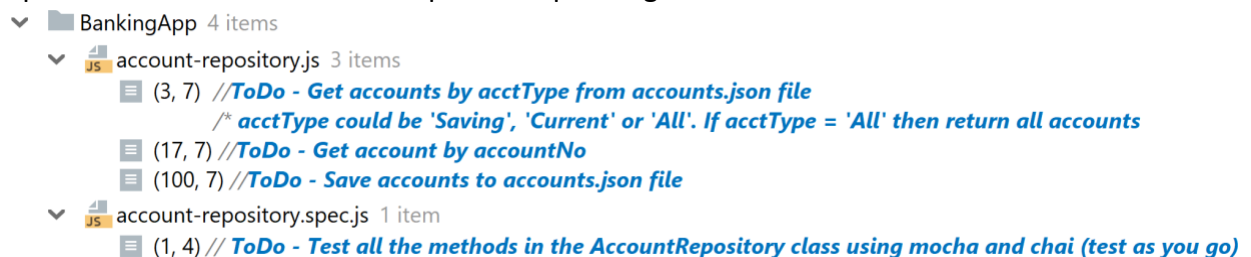 BankingApp 4 items
JS account-repository.js 3 items
(3, 7) //ToDo - Get accounts by acctType from accounts.json file
/* acctType could be 'Saving', 'Current' or 'All'. If acctType = 'All' then return all accounts
(17, 7) //ToDo - Get account by accountNo
(100, 7) //ToDo - Save accounts to accounts.json file
JS account-repository.spec.js 1 item
(1, 4) // ToDo - Test all the methods in the AccountRepository class using mocha and chai (test as you go)